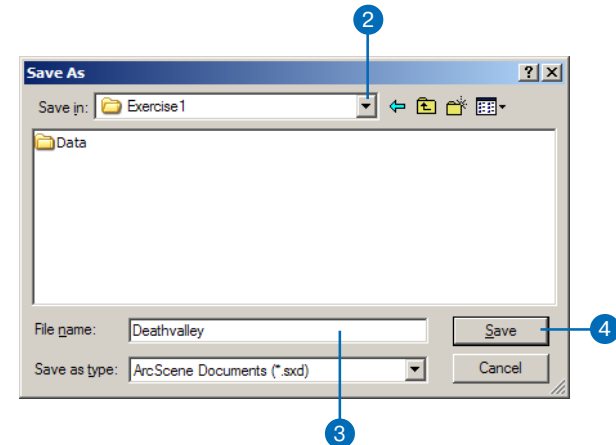 2
Save As
Save in: Exercise1
Data
File name: Deathvalley Save
4
Save as type: ArcScene Documents (*.sxd) Cancel
3